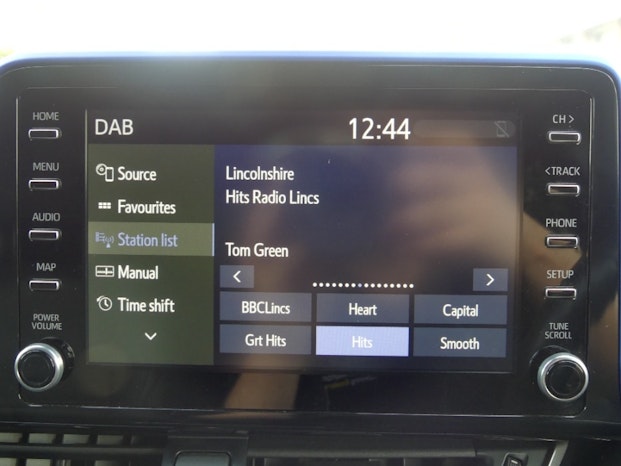 HOME
MENU
AUDIO
MAP
POWER
VOLUME
DAB
12:44
Source
Favourites
Station list
Manual
Time shift
Lincolnshire
Hits Radio Lincs
Tom Green
< >
BBCLincs Heart Capital
Grt Hits Hits Smooth
CH >
< TRACK
PHONE
SETUP
TUNE
SCROLL